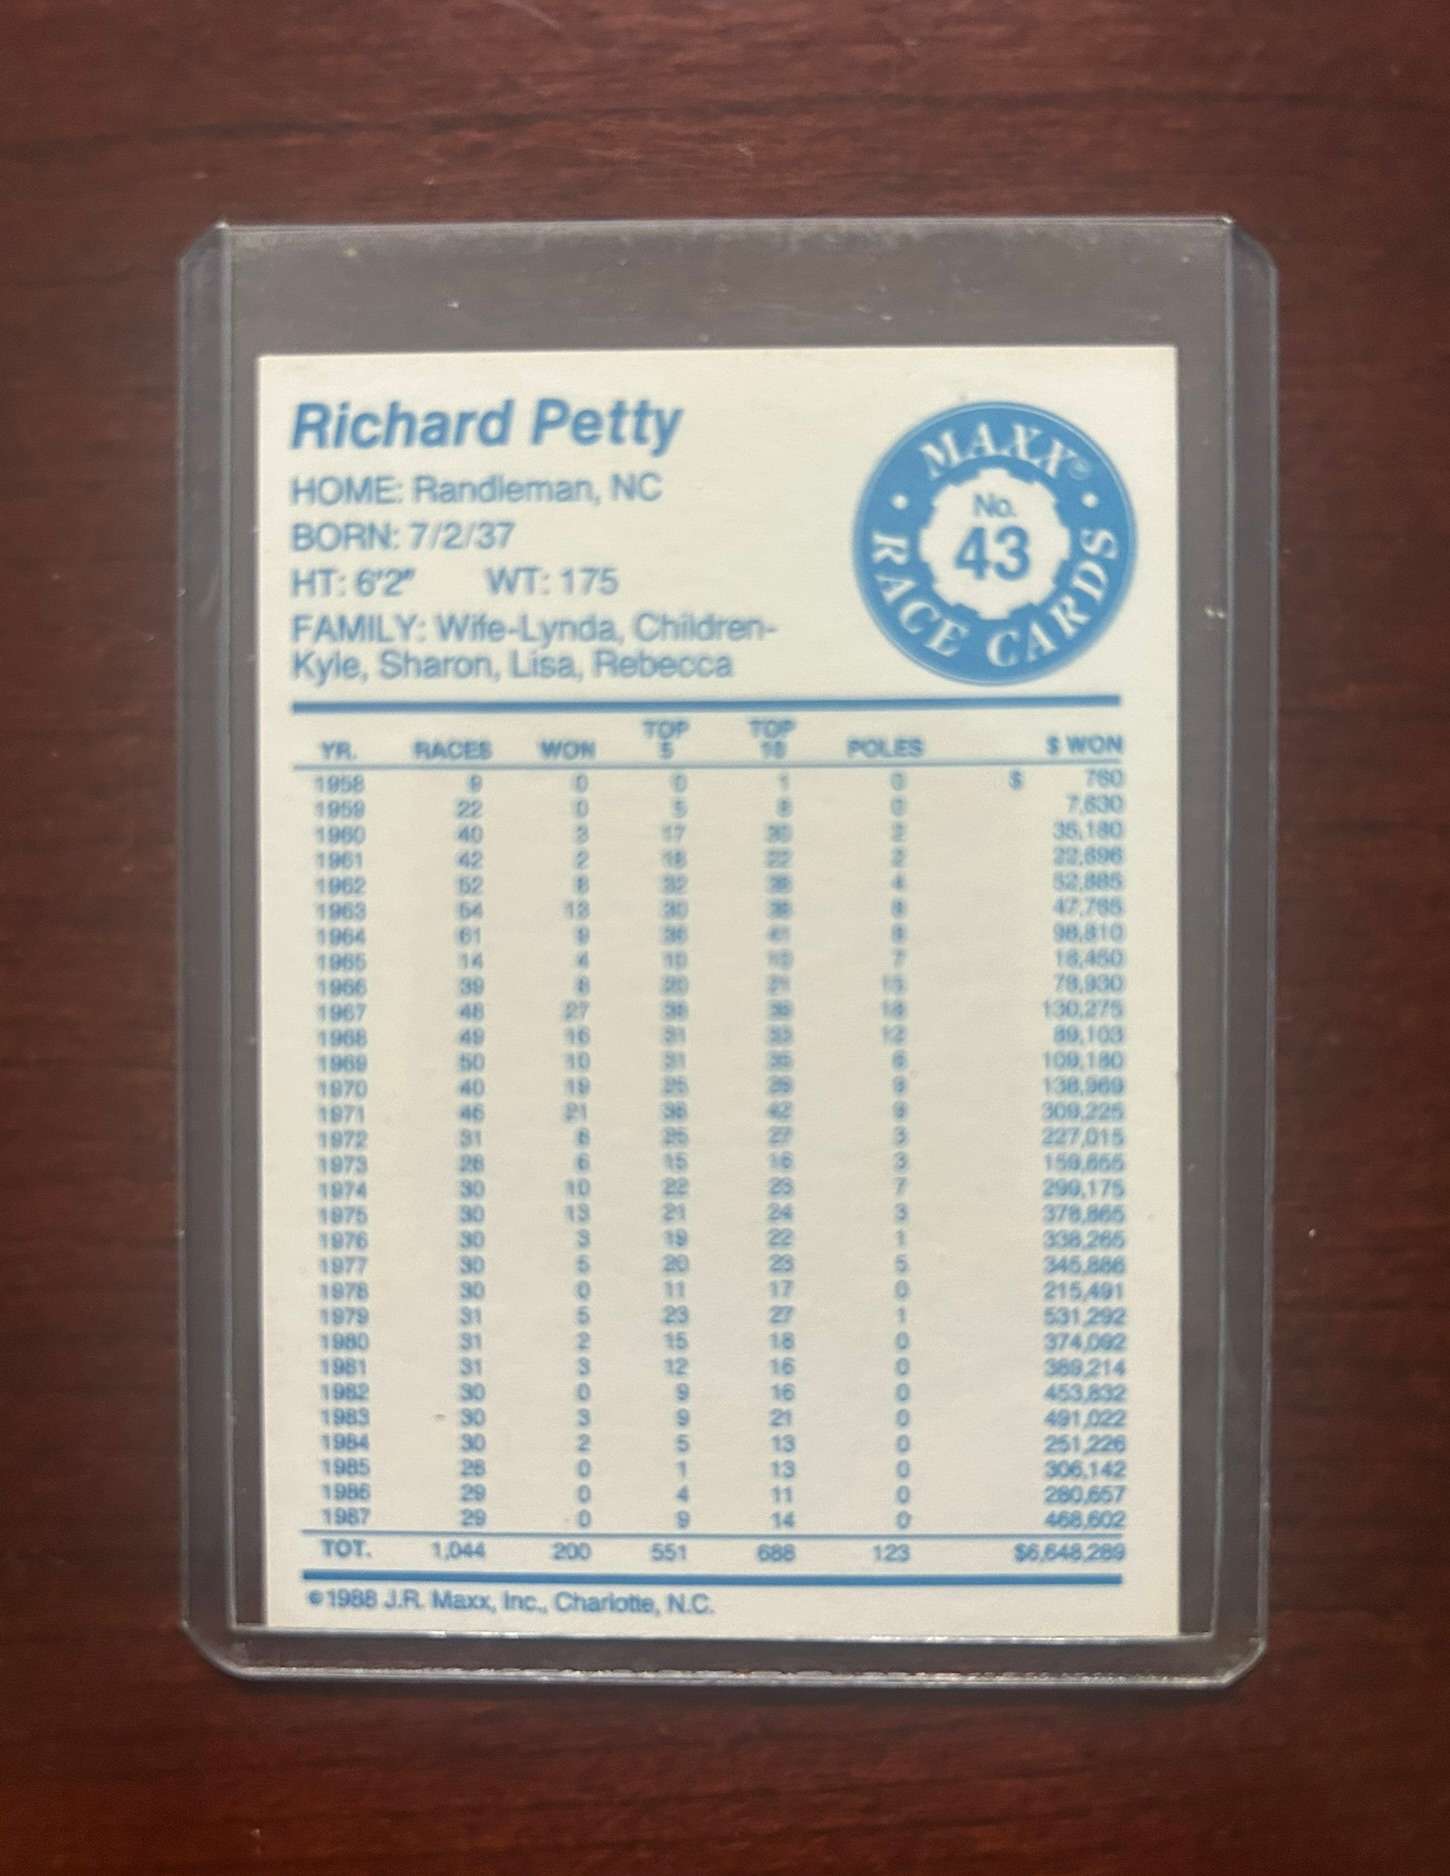 Richard Petty
HOME: Randleman, NC
BORN: 7/2/37
HT: 6'2" WT: 175
FAMILY: Wife-Lynda, Children-
Kyle, Sharon, Lisa, Rebecca
MAXX®
No.
43
RACE CARDS
YR. RACES WON TOP 5 TOP 10 POLES $ WON
1958 9 0 0 1 0 $ 760
1959 22 0 5 8 0 7,630
1960 40 3 17 30 2 35,180
1961 42 2 18 22 2 22,696
1962 52 8 32 38 4 52,885
1963 54 13 30 38 8 47,765
1964 61 9 36 41 8 98,810
1965 14 4 10 10 7 18,450
1966 39 8 20 21 15 78,930
1967 48 27 38 39 18 130,275
1968 49 16 31 33 12 89,103
1969 50 10 31 35 6 109,180
1970 40 19 25 9 138,969
1971 46 21 38 42 9 309,225
1972 31 8 25 27 3 227,015
1973 28 6 15 16 3 159,655
1974 30 10 22 23 7 299,175
1975 30 13 21 24 3 378,865
1976 30 3 19 22 1 338,265
1977 30 5 20 23 5 345,886
1978 30 0 11 17 0 215,491
1979 31 5 23 27 1 531,292
1980 31 2 15 18 0 374,092
1981 31 3 12 16 0 389,214
1982 30 0 9 16 0 453,832
1983 30 3 9 21 0 491,022
1984 30 2 5 13 0 251,226
1985 28 0 1 13 0 306,142
1986 29 0 4 11 0 280,657
1987 29 0 9 14 0 468,602
TOT. 1,044 200 551 688 123 $6,648,289
©1988 J.R. Maxx, Inc., Charlotte, N.C.